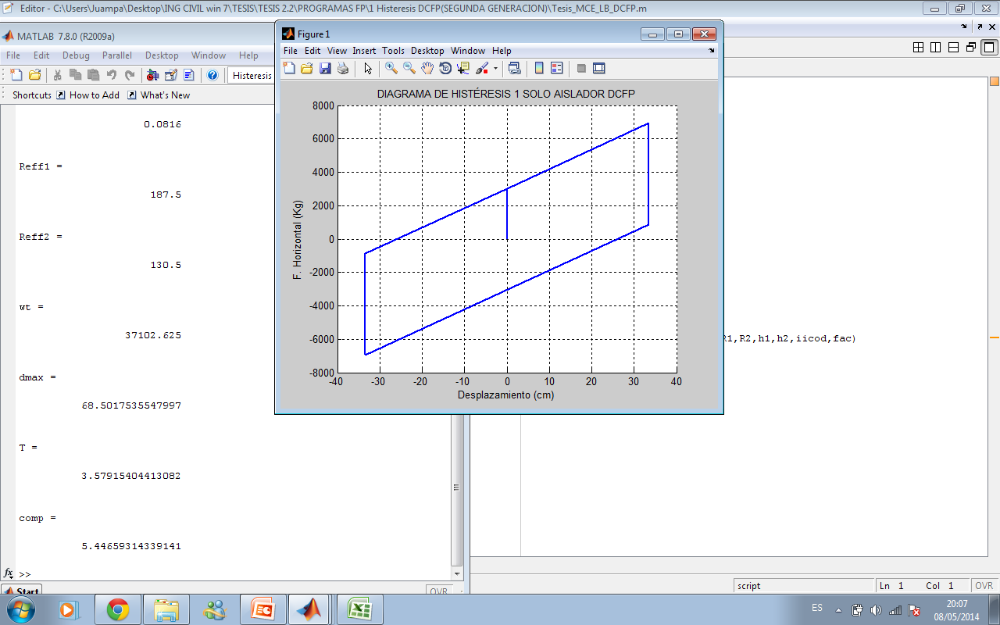 Editor - C:\Users\Juampa\Desktop\ING CIVIL win 7\TESIS\TESIS 2.2\PROGRAMAS FP\1 Histeresis DCFP(SEGUNDA GENERACION)\Tesis_MCE_LB_DCFP.m
MATLAB 7.8.0 (R2009a)
File Edit Debug Parallel Desktop Window Help
Histeresis
Shortcuts How to Add What's New
0.0816
Reff1 =
187.5
Reff2 =
130.5
wt =
37102.625
dmax =
68.5017535547997
T =
3.57915404413082
comp =
5.44659314339141
fx >>
Start
OVR
Figure 1
File Edit View Insert Tools Desktop Window Help
DIAGRAMA DE HISTÉRESIS 1 SOLO AISLADOR DCFP
8000
6000
4000
2000
0
-2000
-4000
-6000
-8000
F. Horizontal (Kg)
-40 -30 -20 -10 0 10 20 30 40
Desplazamiento (cm)
R1,R2,h1,h2,iicod,fac)
script Ln 1 Col 1 OVR
ES 20:07
08/05/2014